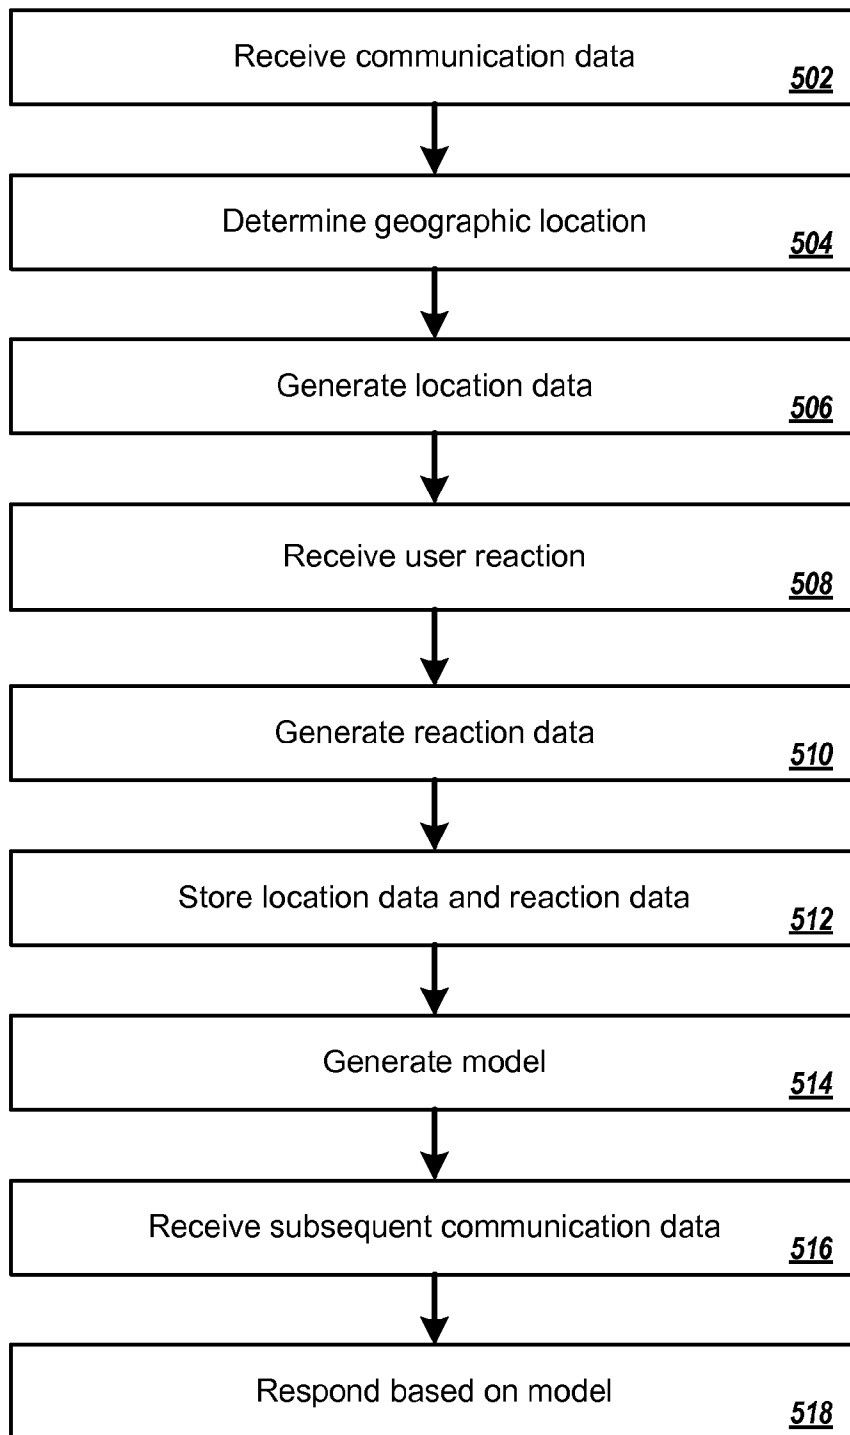 Receive communication data
502
Determine geographic location
504
Generate location data
506
Receive user reaction
508
Generate reaction data
510
Store location data and reaction data
512
Generate model
514
Receive subsequent communication data
516
Respond based on model
518